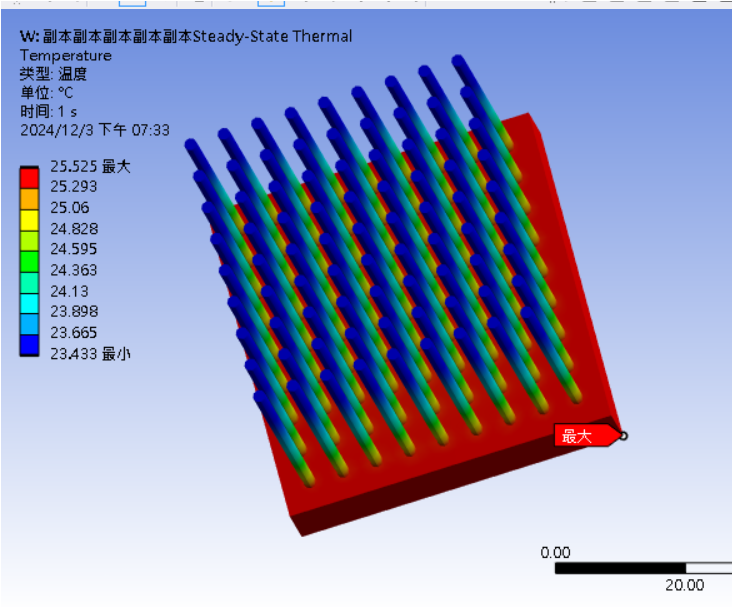 W: 副本副本副本副本副本Steady-State Thermal
Temperature
类型: 温度
单位: °C
时间: 1 s
2024/12/3 下午 07:33
25.525 最大
25.293
25.06
24.828
24.595
24.363
24.13
23.898
23.665
23.433 最小
最大
0.00
20.00